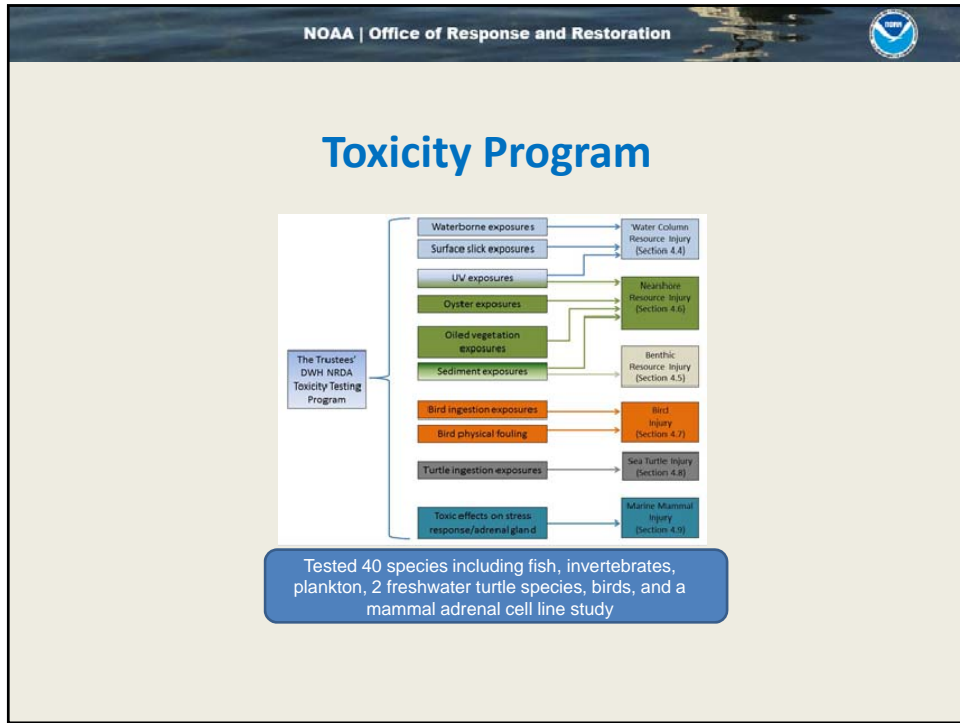 NOAA | Office of Response and Restoration
NOAA
Toxicity Program
The Trustees'
DWH NRDA
Toxicity Testing
Program
Waterborne exposures
Surface slick exposures
UV exposures
Oyster exposures
Oiled vegetation
exposures
Sediment exposures
Bird ingestion exposures
Bird physical fouling
Turtle ingestion exposures
Toxic effects on stress
response/adrenal gland
Water Column
Resource Injury
(Section 4.4)
Nearshore
Resource Injury
(Section 4.6)
Benthic
Resource Injury
(Section 4.5)
Bird
Injury
(Section 4.7)
Sea Turtle Injury
(Section 4.8)
Marine Mammal
Injury
(Section 4.9)
Tested 40 species including fish, invertebrates,
plankton, 2 freshwater turtle species, birds, and a
mammal adrenal cell line study